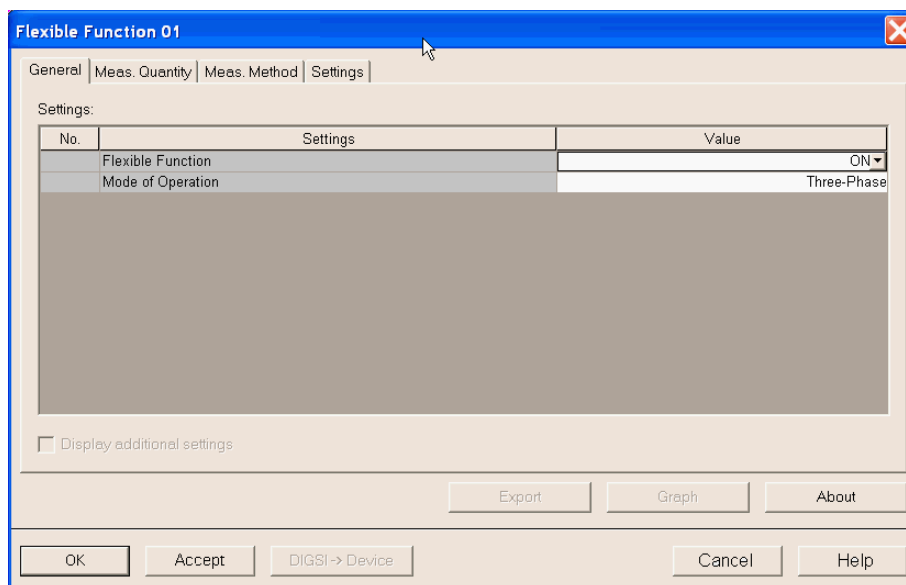 Flexible Function 01
General Meas. Quantity Meas. Method Settings
Settings:
No. Settings Value
Flexible Function ON
Mode of Operation Three-Phase
Display additional settings
Export Graph About
OK Accept DIGSI -> Device Cancel Help